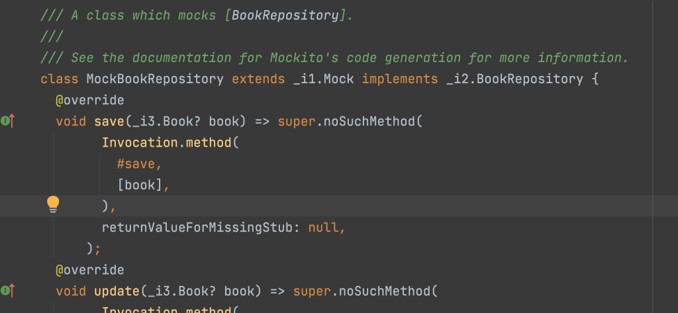 /// A class which mocks [BookRepository].
///
/// See the documentation for Mockito's code generation for more information.
class MockBookRepository extends _i1.Mock implements _i2.BookRepository {
  @override
  void save(_i3.Book? book) => super.noSuchMethod(
        Invocation.method(
          #save,
          [book],
        ),
        returnValueForMissingStub: null,
      );
  @override
  void update(_i3.Book? book) => super.noSuchMethod(
        Invocation.method(